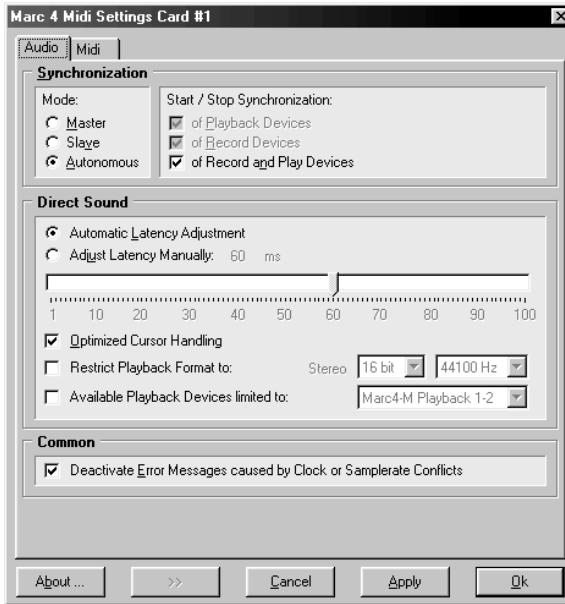 Marc 4 Midi Settings Card #1
Audio
Midi
Synchronization
Mode:
Master
Slave
Autonomous
Start / Stop Synchronization:
of Playback Devices
of Record Devices
of Record and Play Devices
Direct Sound
Automatic Latency Adjustment
Adjust Latency Manually: 60 ms
1 10 20 30 40 50 60 70 80 90 100
Optimized Cursor Handling
Restrict Playback Format to: Stereo 16 bit 44100 Hz
Available Playback Devices limited to: Marc4-M Playback 1-2
Common
Deactivate Error Messages caused by Clock or Samplerate Conflicts
About ... >> Cancel Apply Ok